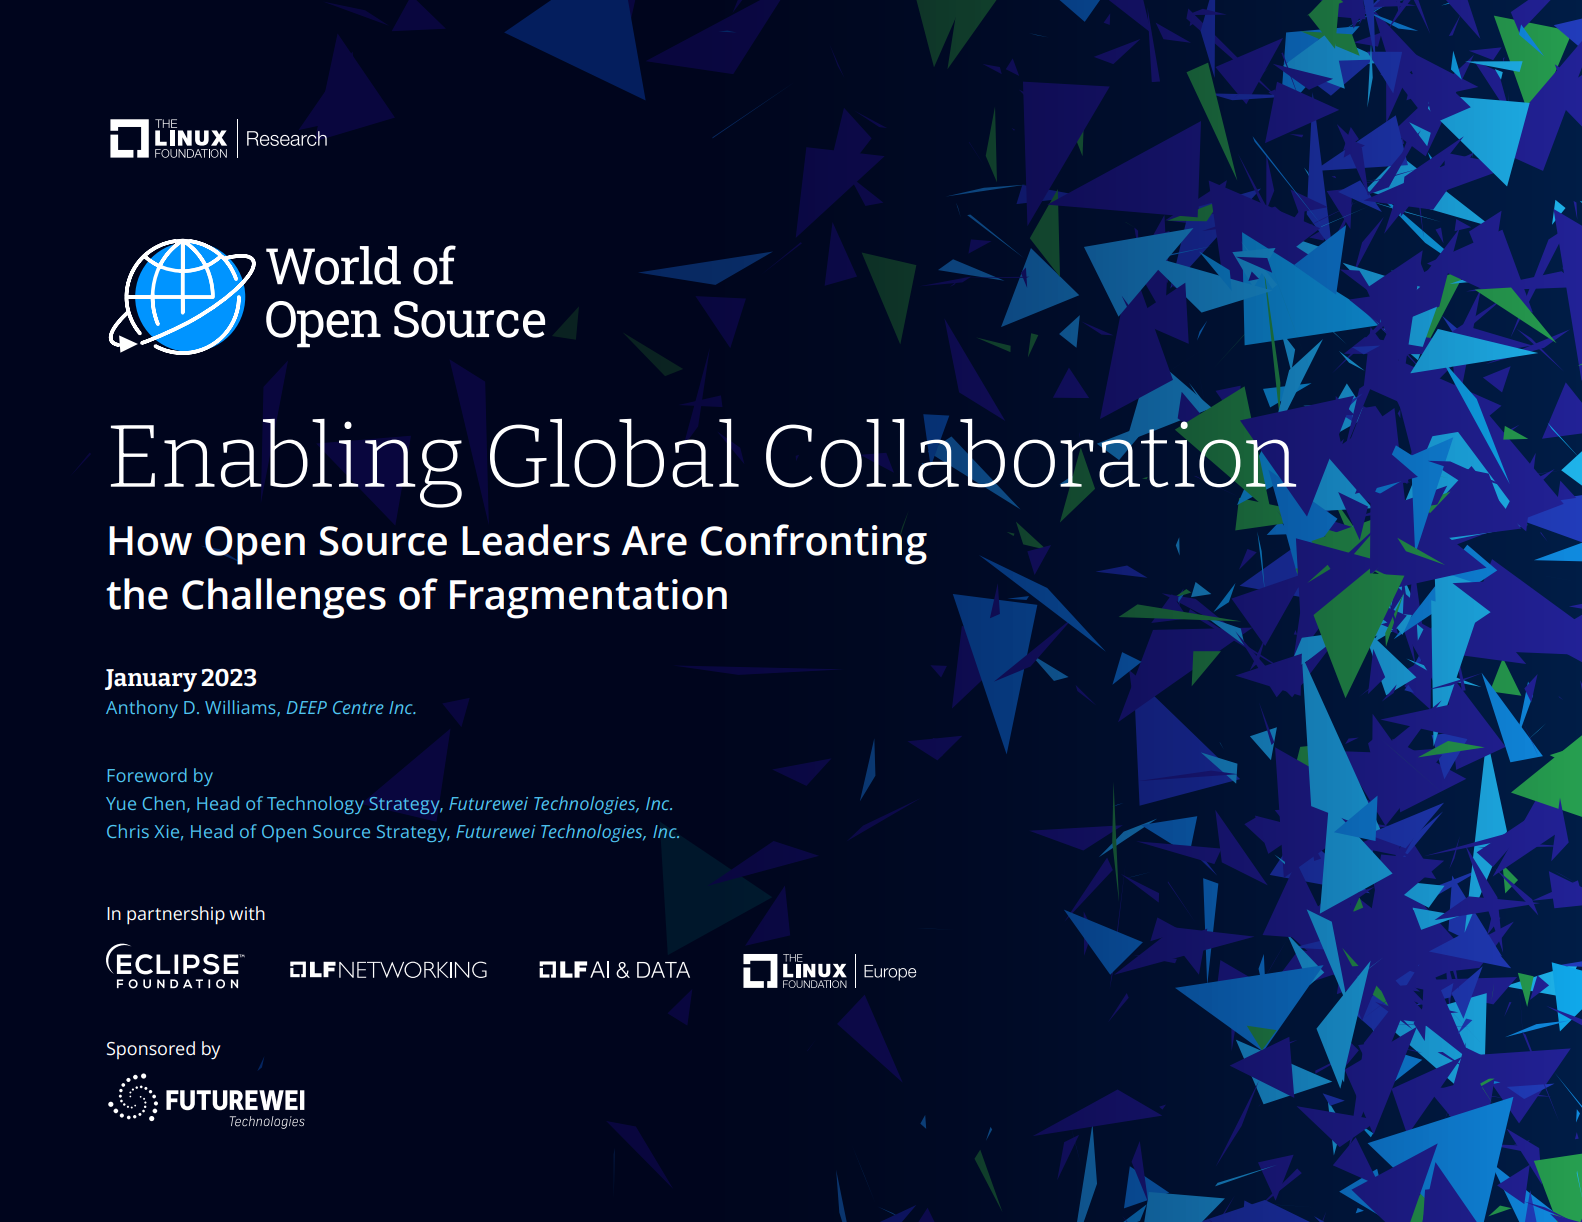 THE LINUX FOUNDATION | Research
World of
Open Source
Enabling Global Collaboration
How Open Source Leaders Are Confronting
the Challenges of Fragmentation
January 2023
Anthony D. Williams, DEEP Centre Inc.
Foreword by
Yue Chen, Head of Technology Strategy, Futurewei Technologies, Inc.
Chris Xie, Head of Open Source Strategy, Futurewei Technologies, Inc.
In partnership with
ECLIPSE™ FOUNDATION
LF NETWORKING
LF AI & DATA
THE LINUX FOUNDATION | Europe
Sponsored by
FUTUREWEI
Technologies